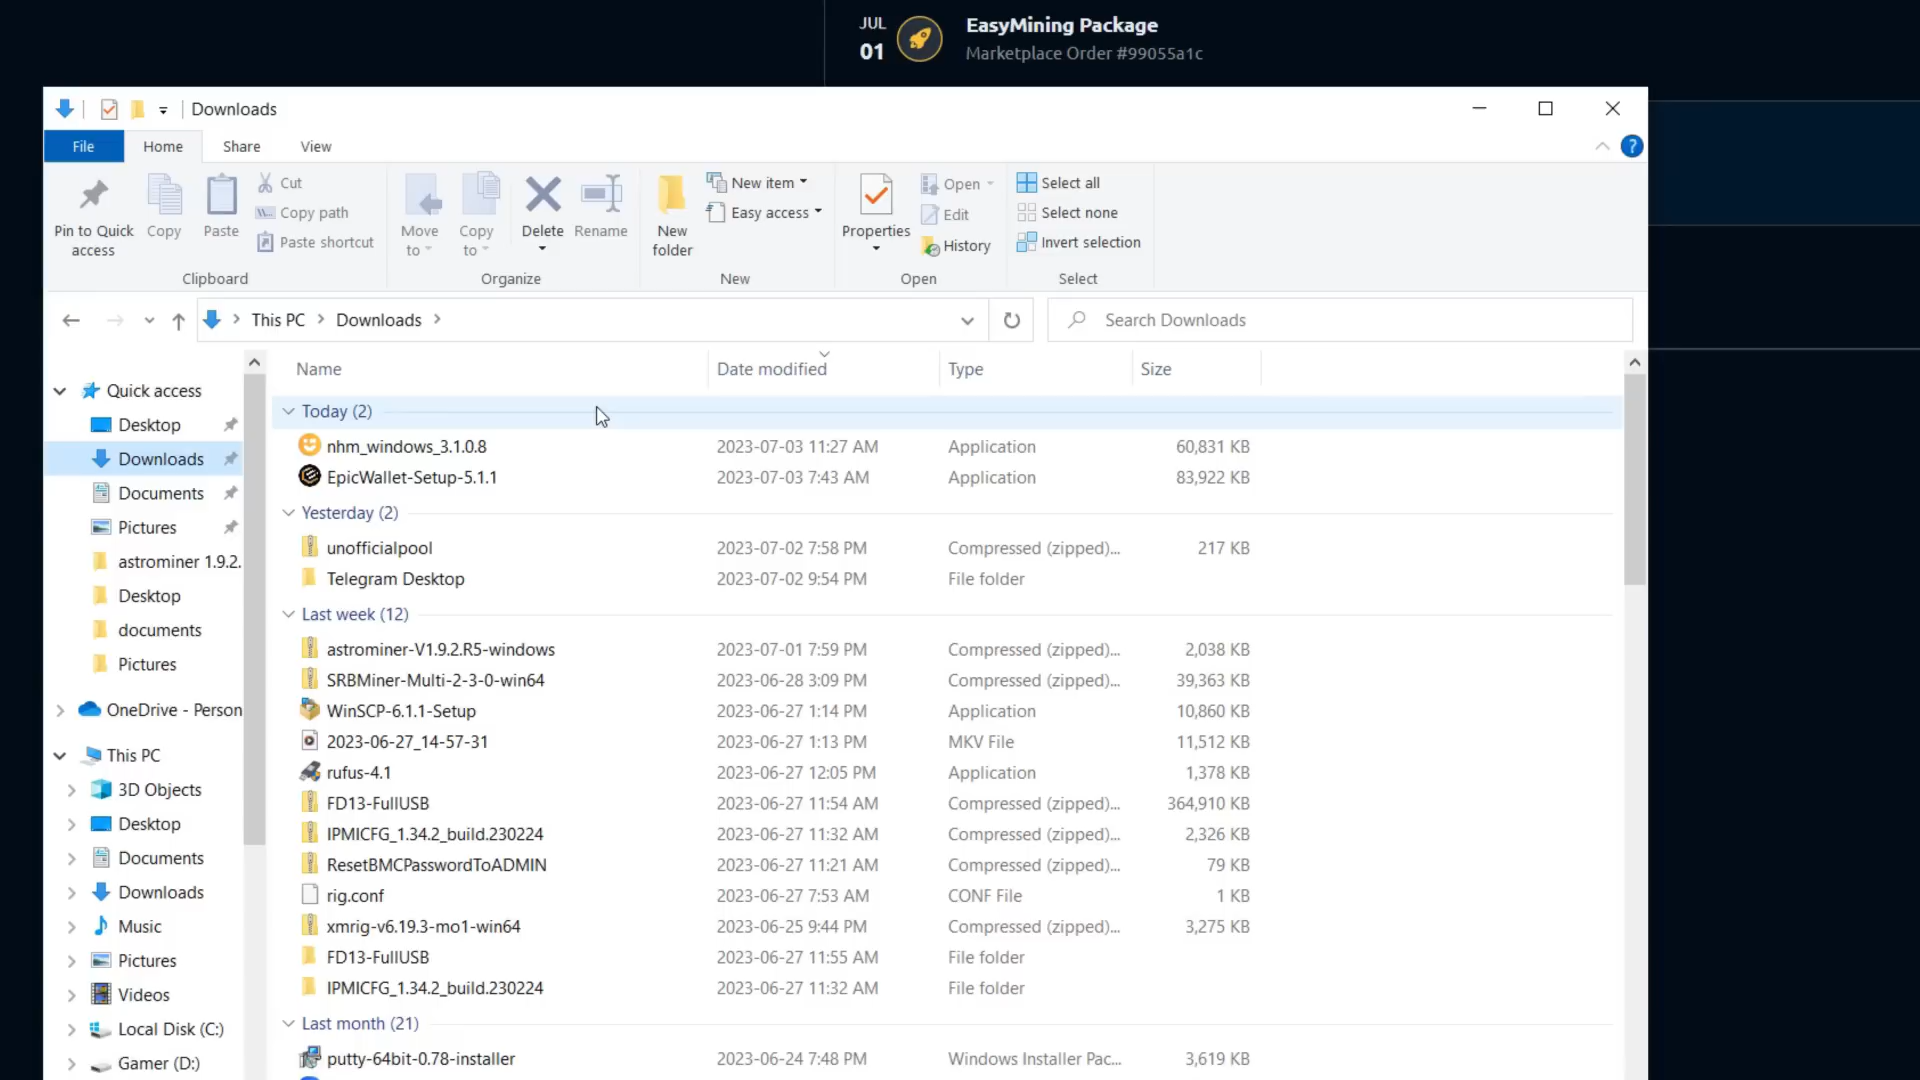 JUL
01
EasyMining Package
Marketplace Order #99055a1c
Downloads
File Home Share View
Pin to Quick access
Copy
Paste
Cut
Copy path
Paste shortcut
Clipboard
Move to
Copy to
Delete
Rename
Organize
New folder
New item
Easy access
New
Properties
Open
Edit
History
Open
Select all
Select none
Invert selection
Select
This PC > Downloads >
Search Downloads
Quick access
Desktop
Downloads
Documents
Pictures
astrominer 1.9.2.
Desktop
documents
Pictures
OneDrive - Person
This PC
3D Objects
Desktop
Documents
Downloads
Music
Pictures
Videos
Local Disk (C:)
Gamer (D:)
Name Date modified Type Size
Today (2)
nhm_windows_3.1.0.8 2023-07-03 11:27 AM Application 60,831 KB
EpicWallet-Setup-5.1.1 2023-07-03 7:43 AM Application 83,922 KB
Yesterday (2)
unofficialpool 2023-07-02 7:58 PM Compressed (zipped)... 217 KB
Telegram Desktop 2023-07-02 9:54 PM File folder
Last week (12)
astrominer-V1.9.2.R5-windows 2023-07-01 7:59 PM Compressed (zipped)... 2,038 KB
SRBMiner-Multi-2-3-0-win64 2023-06-28 3:09 PM Compressed (zipped)... 39,363 KB
WinSCP-6.1.1-Setup 2023-06-27 1:14 PM Application 10,860 KB
2023-06-27_14-57-31 2023-06-27 1:13 PM MKV File 11,512 KB
rufus-4.1 2023-06-27 12:05 PM Application 1,378 KB
FD13-FullUSB 2023-06-27 11:54 AM Compressed (zipped)... 364,910 KB
IPMICFG_1.34.2_build.230224 2023-06-27 11:32 AM Compressed (zipped)... 2,326 KB
ResetBMCPasswordToADMIN 2023-06-27 11:21 AM Compressed (zipped)... 79 KB
rig.conf 2023-06-27 7:53 AM CONF File 1 KB
xmrig-v6.19.3-mo1-win64 2023-06-25 9:44 PM Compressed (zipped)... 3,275 KB
FD13-FullUSB 2023-06-27 11:55 AM File folder
IPMICFG_1.34.2_build.230224 2023-06-27 11:32 AM File folder
Last month (21)
putty-64bit-0.78-installer 2023-06-24 7:48 PM Windows Installer Pac... 3,619 KB